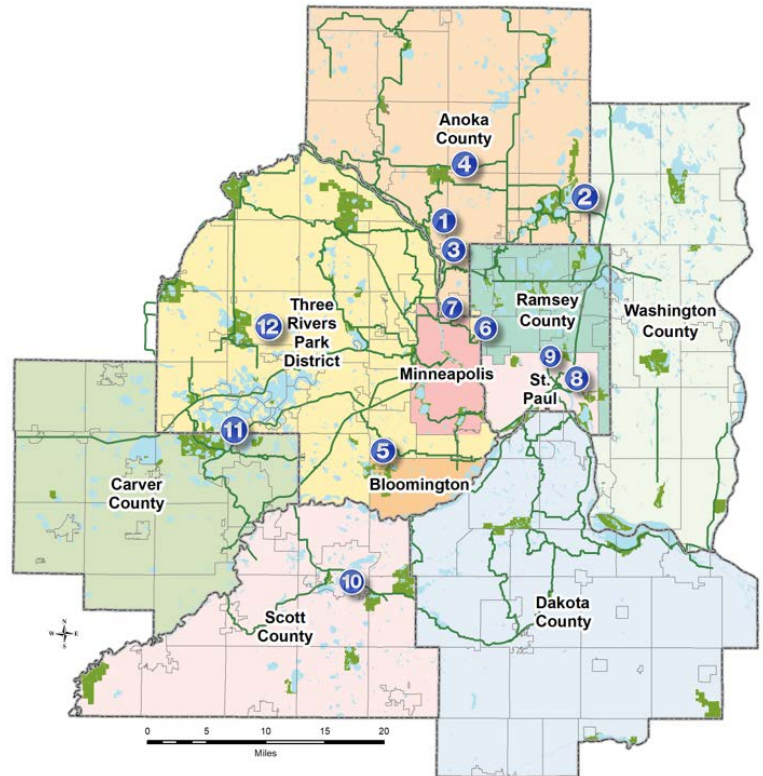 Anoka
County
4
2
1
3
7
6
Ramsey
County
Washington
County
Three
Rivers
Park
District
12
Minneapolis
9
8
St.
Paul
11
5
Bloomington
Carver
County
10
Scott
County
Dakota
County
N
W
E
S
0
5
10
15
20
Miles